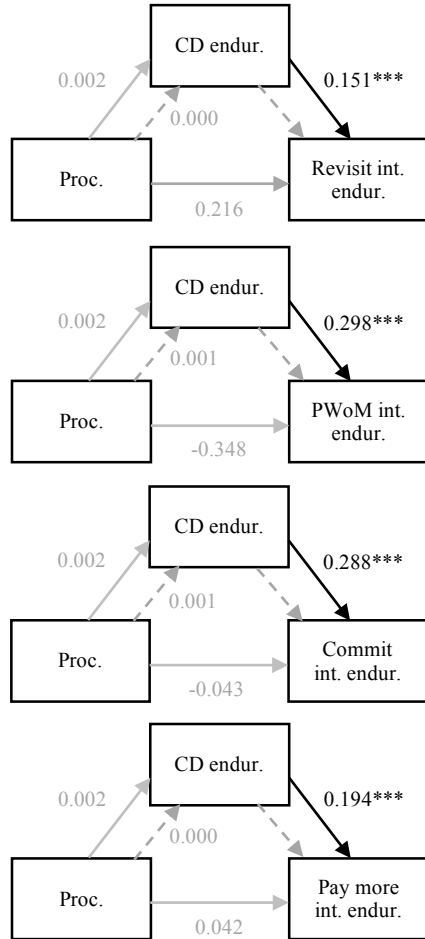 CD endur.
0.002
0.151***
0.000
Proc.
Revisit int.
endur.
0.216
CD endur.
0.002
0.298***
0.001
Proc.
PWoM int.
endur.
-0.348
CD endur.
0.002
0.288***
0.001
Proc.
Commit
int. endur.
-0.043
CD endur.
0.002
0.194***
0.000
Proc.
Pay more
int. endur.
0.042